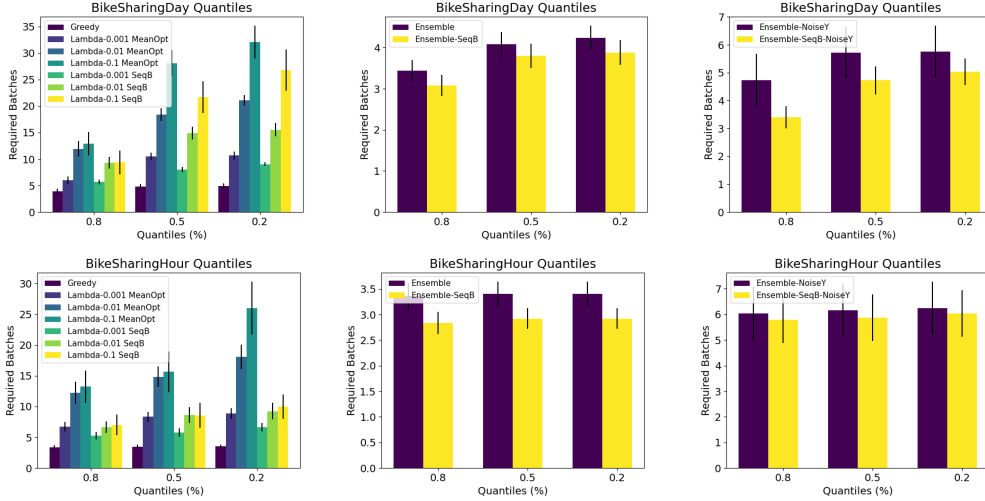 BikeSharingDay Quantiles
Required Batches
35
30
25
20
15
10
5
0
Greedy
Lambda-0.001 MeanOpt
Lambda-0.01 MeanOpt
Lambda-0.1 MeanOpt
Lambda-0.001 SeqB
Lambda-0.01 SeqB
Lambda-0.1 SeqB
0.8 0.5 0.2
Quantiles (%)
BikeSharingDay Quantiles
Required Batches
4
3
2
1
0
Ensemble
Ensemble-SeqB
0.8 0.5 0.2
Quantiles (%)
BikeSharingDay Quantiles
Required Batches
7
6
5
4
3
2
1
0
Ensemble-NoiseY
Ensemble-SeqB-NoiseY
0.8 0.5 0.2
Quantiles (%)
BikeSharingHour Quantiles
Required Batches
30
25
20
15
10
5
0
Greedy
Lambda-0.001 MeanOpt
Lambda-0.01 MeanOpt
Lambda-0.1 MeanOpt
Lambda-0.001 SeqB
Lambda-0.01 SeqB
Lambda-0.1 SeqB
0.8 0.5 0.2
Quantiles (%)
BikeSharingHour Quantiles
Required Batches
3.5
3.0
2.5
2.0
1.5
1.0
0.5
0.0
Ensemble
Ensemble-SeqB
0.8 0.5 0.2
Quantiles (%)
BikeSharingHour Quantiles
Required Batches
7
6
5
4
3
2
1
0
Ensemble-NoiseY
Ensemble-SeqB-NoiseY
0.8 0.5 0.2
Quantiles (%)